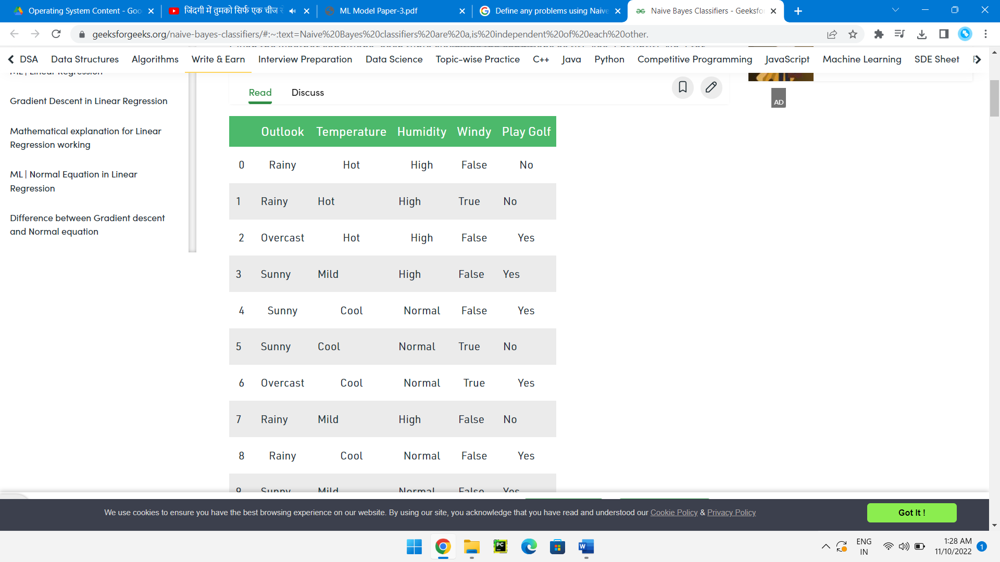 Operating System Content - Goo
जिंदगी में तुमको सिर्फ एक चीज
ML Model Paper-3.pdf
Define any problems using Naive
Naive Bayes Classifiers - Geeksfo
geeksforgeeks.org/naive-bayes-classifiers/#:~:text=Naive%20Bayes%20classifiers%20are%20a,is%20independent%20of%20each%20other.
DSA Data Structures Algorithms Write & Earn Interview Preparation Data Science Topic-wise Practice C++ Java Python Competitive Programming JavaScript Machine Learning SDE Sheet
ML | Linear Regression
Gradient Descent in Linear Regression
Mathematical explanation for Linear
Regression working
ML | Normal Equation in Linear
Regression
Difference between Gradient descent
and Normal equation
Read Discuss
AD
Outlook Temperature Humidity Windy Play Golf
0 Rainy Hot High False No
1 Rainy Hot High True No
2 Overcast Hot High False Yes
3 Sunny Mild High False Yes
4 Sunny Cool Normal False Yes
5 Sunny Cool Normal True No
6 Overcast Cool Normal True Yes
7 Rainy Mild High False No
8 Rainy Cool Normal False Yes
9 Sunny Mild Normal False Yes
We use cookies to ensure you have the best browsing experience on our website. By using our site, you acknowledge that you have read and understood our Cookie Policy & Privacy Policy
Got It !
PC
W
ENG
IN
1:28 AM
11/10/2022
1